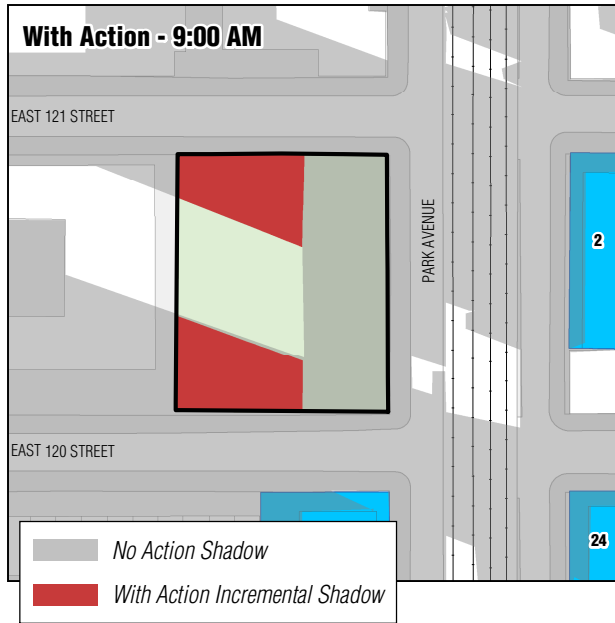 With Action - 9:00 AM
EAST 121 STREET
PARK AVENUE
2
EAST 120 STREET
24
No Action Shadow
With Action Incremental Shadow